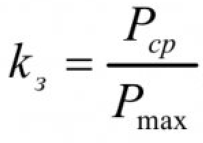 k_з = P_ср / P_max